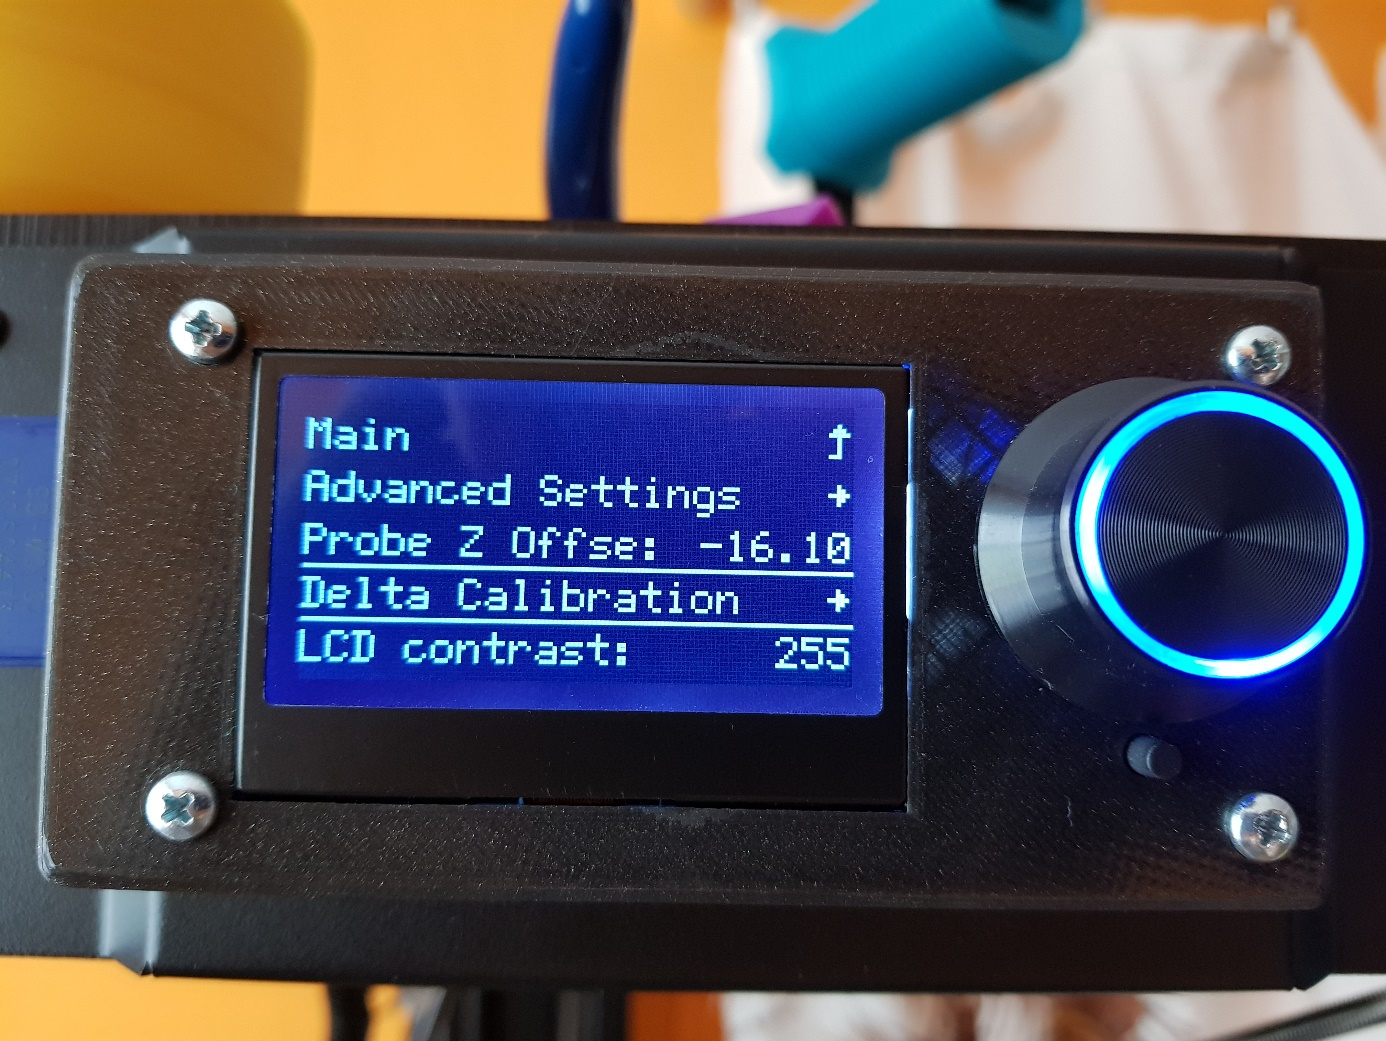 Main
Advanced Settings
Probe Z Offse: -16.10
Delta Calibration
LCD contrast: 255